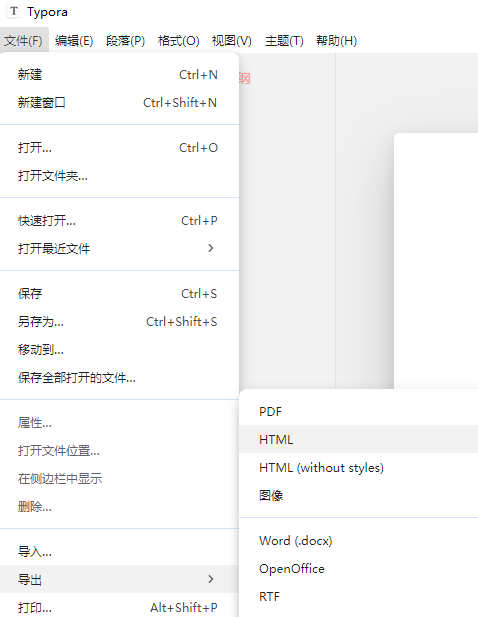 Typora
文件(F) 编辑(E) 段落(P) 格式(O) 视图(V) 主题(T) 帮助(H)
新建 Ctrl+N
新建窗口 Ctrl+Shift+N
打开... Ctrl+O
打开文件夹...
快速打开... Ctrl+P
打开最近文件
保存 Ctrl+S
另存为... Ctrl+Shift+S
移动到...
保存全部打开的文件...
属性...
打开文件位置...
在侧边栏中显示
删除...
导入...
导出
打印... Alt+Shift+P
纲
PDF
HTML
HTML (without styles)
图像
Word (.docx)
OpenOffice
RTF